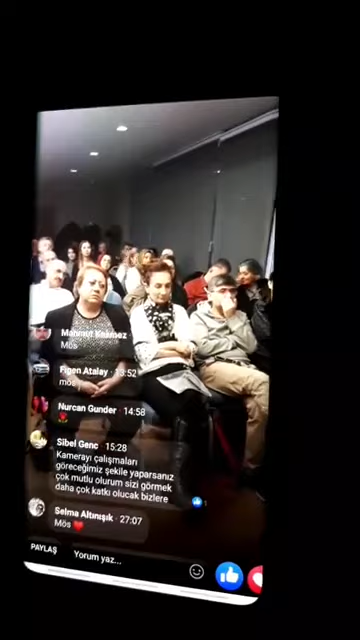 Mahmut Kaşmez
Mös
Figen Atalay · 13:52
mös
Nurcan Gunder · 14:58
Sibel Genc · 15:28
Kamerayı çalışmaları
göreceğimiz şekile yaparsanız
çok mutlu olurum sizi görmek
daha çok katkı olucak bizlere
Selma Altınışık · 27:07
Mös
PAYLAŞ
Yorum yaz...